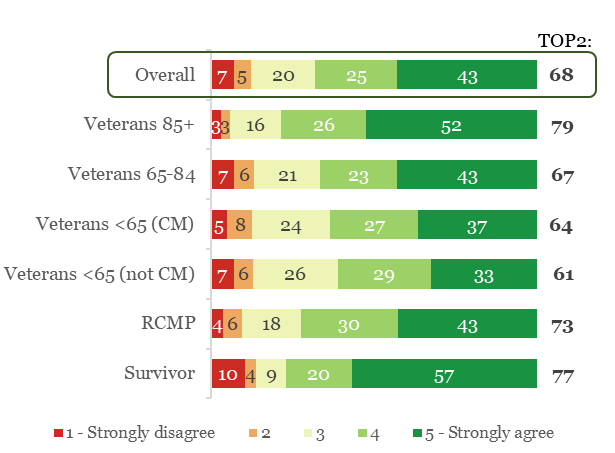 TOP2:
Overall 7 5 20 25 43 68
Veterans 85+ 3 3 16 26 52 79
Veterans 65-84 7 6 21 23 43 67
Veterans <65 (CM) 5 8 24 27 37 64
Veterans <65 (not CM) 7 6 26 29 33 61
RCMP 4 6 18 30 43 73
Survivor 10 4 9 20 57 77
1 - Strongly disagree 2 3 4 5 - Strongly agree